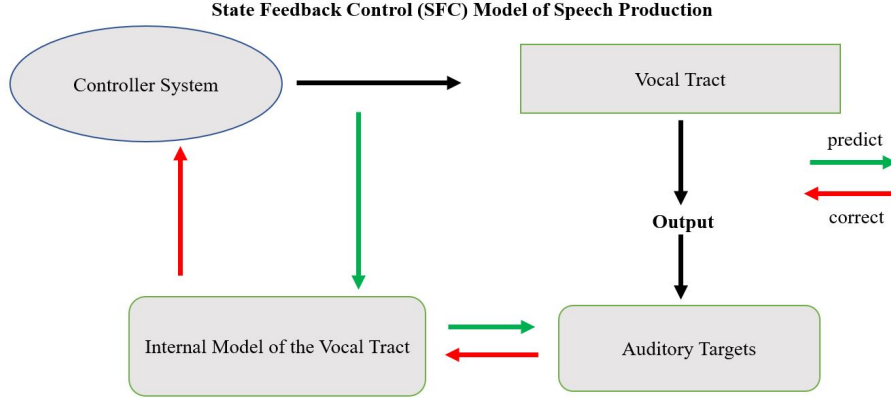 State Feedback Control (SFC) Model of Speech Production
Controller System
Vocal Tract
predict
correct
Output
Internal Model of the Vocal Tract
Auditory Targets